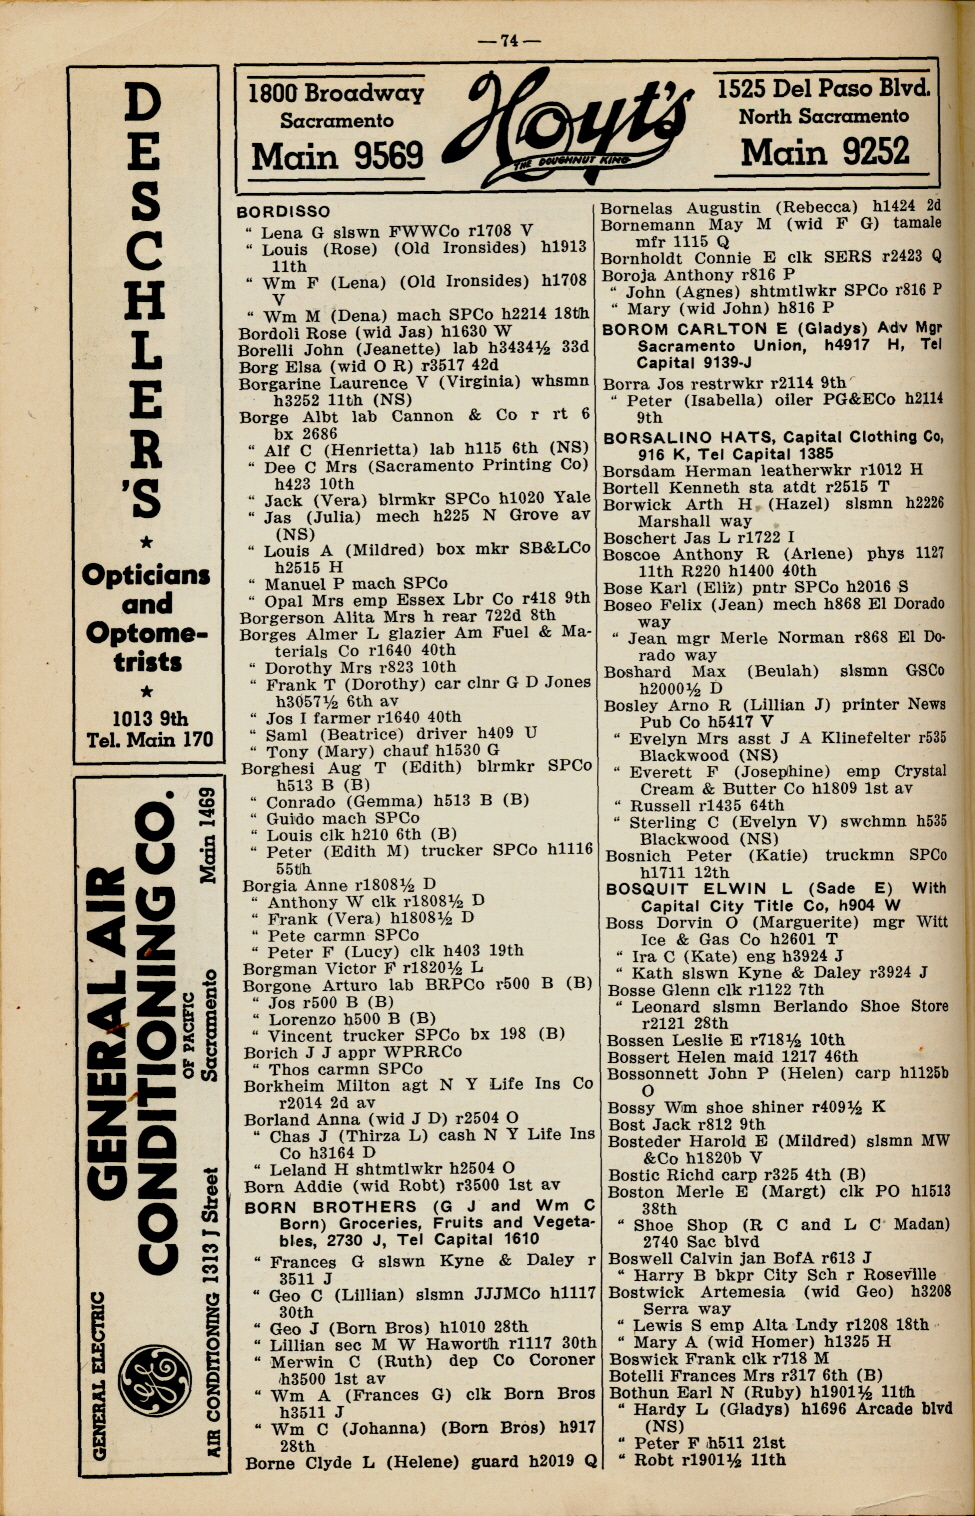 —74—
DESCHLER'S
★
Opticians
and
Optome-
trists
★
1013 9th
Tel. Main 170
GENERAL AIR
CONDITIONING CO.
OF PACIFIC
GENERAL ELECTRIC
GE
AIR CONDITIONING 1313 J Street Sacramento Main 1469
1800 Broadway
Sacramento
Main 9569
Hoyt's
THE DOUGHNUT KING
1525 Del Paso Blvd.
North Sacramento
Main 9252
BORDISSO
“ Lena G slswn FWWCo r1708 V
“ Louis (Rose) (Old Ironsides) h1913
11th
“ Wm F (Lena) (Old Ironsides) h1708
V
“ Wm M (Dena) mach SPCo h2214 18th
Bordoli Rose (wid Jas) h1630 W
Borelli John (Jeanette) lab h3434½ 33d
Borg Elsa (wid O R) r3517 42d
Borgarine Laurence V (Virginia) whsmn
h3252 11th (NS)
Borge Albt lab Cannon & Co r rt 6
bx 2686
“ Alf C (Henrietta) lab h115 6th (NS)
“ Dee C Mrs (Sacramento Printing Co)
h423 10th
“ Jack (Vera) blrmkr SPCo h1020 Yale
“ Jas (Julia) mech h225 N Grove av
(NS)
“ Louis A (Mildred) box mkr SB&LCo
h2515 H
“ Manuel P mach SPCo
“ Opal Mrs emp Essex Lbr Co r418 9th
Borgerson Alita Mrs h rear 722d 8th
Borges Almer L glazier Am Fuel & Ma-
terials Co r1640 40th
“ Dorothy Mrs r823 10th
“ Frank T (Dorothy) car clnr G D Jones
h3057½ 6th av
“ Jos I farmer r1640 40th
“ Saml (Beatrice) driver h409 U
“ Tony (Mary) chauf h1530 G
Borghesi Aug T (Edith) blrmkr SPCo
h513 B (B)
“ Conrado (Gemma) h513 B (B)
“ Guido mach SPCo
“ Louis clk h210 6th (B)
“ Peter (Edith M) trucker SPCo h1116
55th
Borgia Anne r1808½ D
“ Anthony W clk r1808½ D
“ Frank (Vera) h1808½ D
“ Pete carmn SPCo
“ Peter F (Lucy) clk h403 19th
Borgman Victor F r1820½ L
Borgone Arturo lab BRPCo r500 B (B)
“ Jos r500 B (B)
“ Lorenzo h500 B (B)
“ Vincent trucker SPCo bx 198 (B)
Borich J J appr WPRRCo
“ Thos carmn SPCo
Borkheim Milton agt N Y Life Ins Co
r2014 2d av
Borland Anna (wid J D) r2504 O
“ Chas J (Thirza L) cash N Y Life Ins
Co h3164 D
“ Leland H shtmtlwkr h2504 O
Born Addie (wid Robt) r3500 1st av
BORN BROTHERS (G J and Wm C
Born) Groceries, Fruits and Vegeta-
bles, 2730 J, Tel Capital 1610
“ Frances G slswn Kyne & Daley r
3511 J
“ Geo C (Lillian) slsmn JJJMCo h1117
30th
“ Geo J (Born Bros) h1010 28th
“ Lillian sec M W Haworth r1117 30th
“ Merwin C (Ruth) dep Co Coroner
h3500 1st av
“ Wm A (Frances G) clk Born Bros
h3511 J
“ Wm C (Johanna) (Born Bros) h917
28th
Borne Clyde L (Helene) guard h2019 Q
Bornelas Augustin (Rebecca) h1424 2d
Bornemann May M (wid F G) tamale
mfr 1115 Q
Bornholdt Connie E clk SERS r2423 Q
Boroja Anthony r816 P
“ John (Agnes) shtmtlwkr SPCo r816 P
“ Mary (wid John) h816 P
BOROM CARLTON E (Gladys) Adv Mgr
Sacramento Union, h4917 H, Tel
Capital 9139-J
Borra Jos restrwkr r2114 9th
“ Peter (Isabella) oiler PG&ECo h2114
9th
BORSALINO HATS, Capital Clothing Co,
916 K, Tel Capital 1385
Borsdam Herman leatherwkr r1012 H
Bortell Kenneth sta atdt r2515 T
Borwick Arth H (Hazel) slsmn h2226
Marshall way
Boschert Jas L r1722 I
Boscoe Anthony R (Arlene) phys 1127
11th R220 h1400 40th
Bose Karl (Eliz) pntr SPCo h2016 S
Boseo Felix (Jean) mech h868 El Dorado
way
“ Jean mgr Merle Norman r868 El Do-
rado way
Boshard Max (Beulah) slsmn GSCo
h2000½ D
Bosley Arno R (Lillian J) printer News
Pub Co h5417 V
“ Evelyn Mrs asst J A Klinefelter r535
Blackwood (NS)
“ Everett F (Josephine) emp Crystal
Cream & Butter Co h1809 1st av
“ Russell r1435 64th
“ Sterling C (Evelyn V) swchmn h535
Blackwood (NS)
Bosnich Peter (Katie) truckmn SPCo
h1711 12th
BOSQUIT ELWIN L (Sade E) With
Capital City Title Co, h904 W
Boss Dorvin O (Marguerite) mgr Witt
Ice & Gas Co h2601 T
“ Ira C (Kate) eng h3924 J
“ Kath slswn Kyne & Daley r3924 J
Bosse Glenn clk r1122 7th
“ Leonard slsmn Berlando Shoe Store
r2121 28th
Bossen Leslie E r718½ 10th
Bossert Helen maid 1217 46th
Bossonnett John P (Helen) carp h1125b
O
Bossy Wm shoe shiner r409½ K
Bost Jack r812 9th
Bosteder Harold E (Mildred) slsmn MW
&Co h1820b V
Bostic Richd carp r325 4th (B)
Boston Merle E (Margt) clk PO h1513
38th
“ Shoe Shop (R C and L C Madan)
2740 Sac blvd
Boswell Calvin jan BofA r613 J
“ Harry B bkpr City Sch r Roseville
Bostwick Artemesia (wid Geo) h3208
Serra way
“ Lewis S emp Alta Lndy r1208 18th
“ Mary A (wid Homer) h1325 H
Boswick Frank clk r718 M
Botelli Frances Mrs r317 6th (B)
Bothun Earl N (Ruby) h1901½ 11th
“ Hardy L (Gladys) h1696 Arcade blvd
(NS)
“ Peter F h511 21st
“ Robt r1901½ 11th